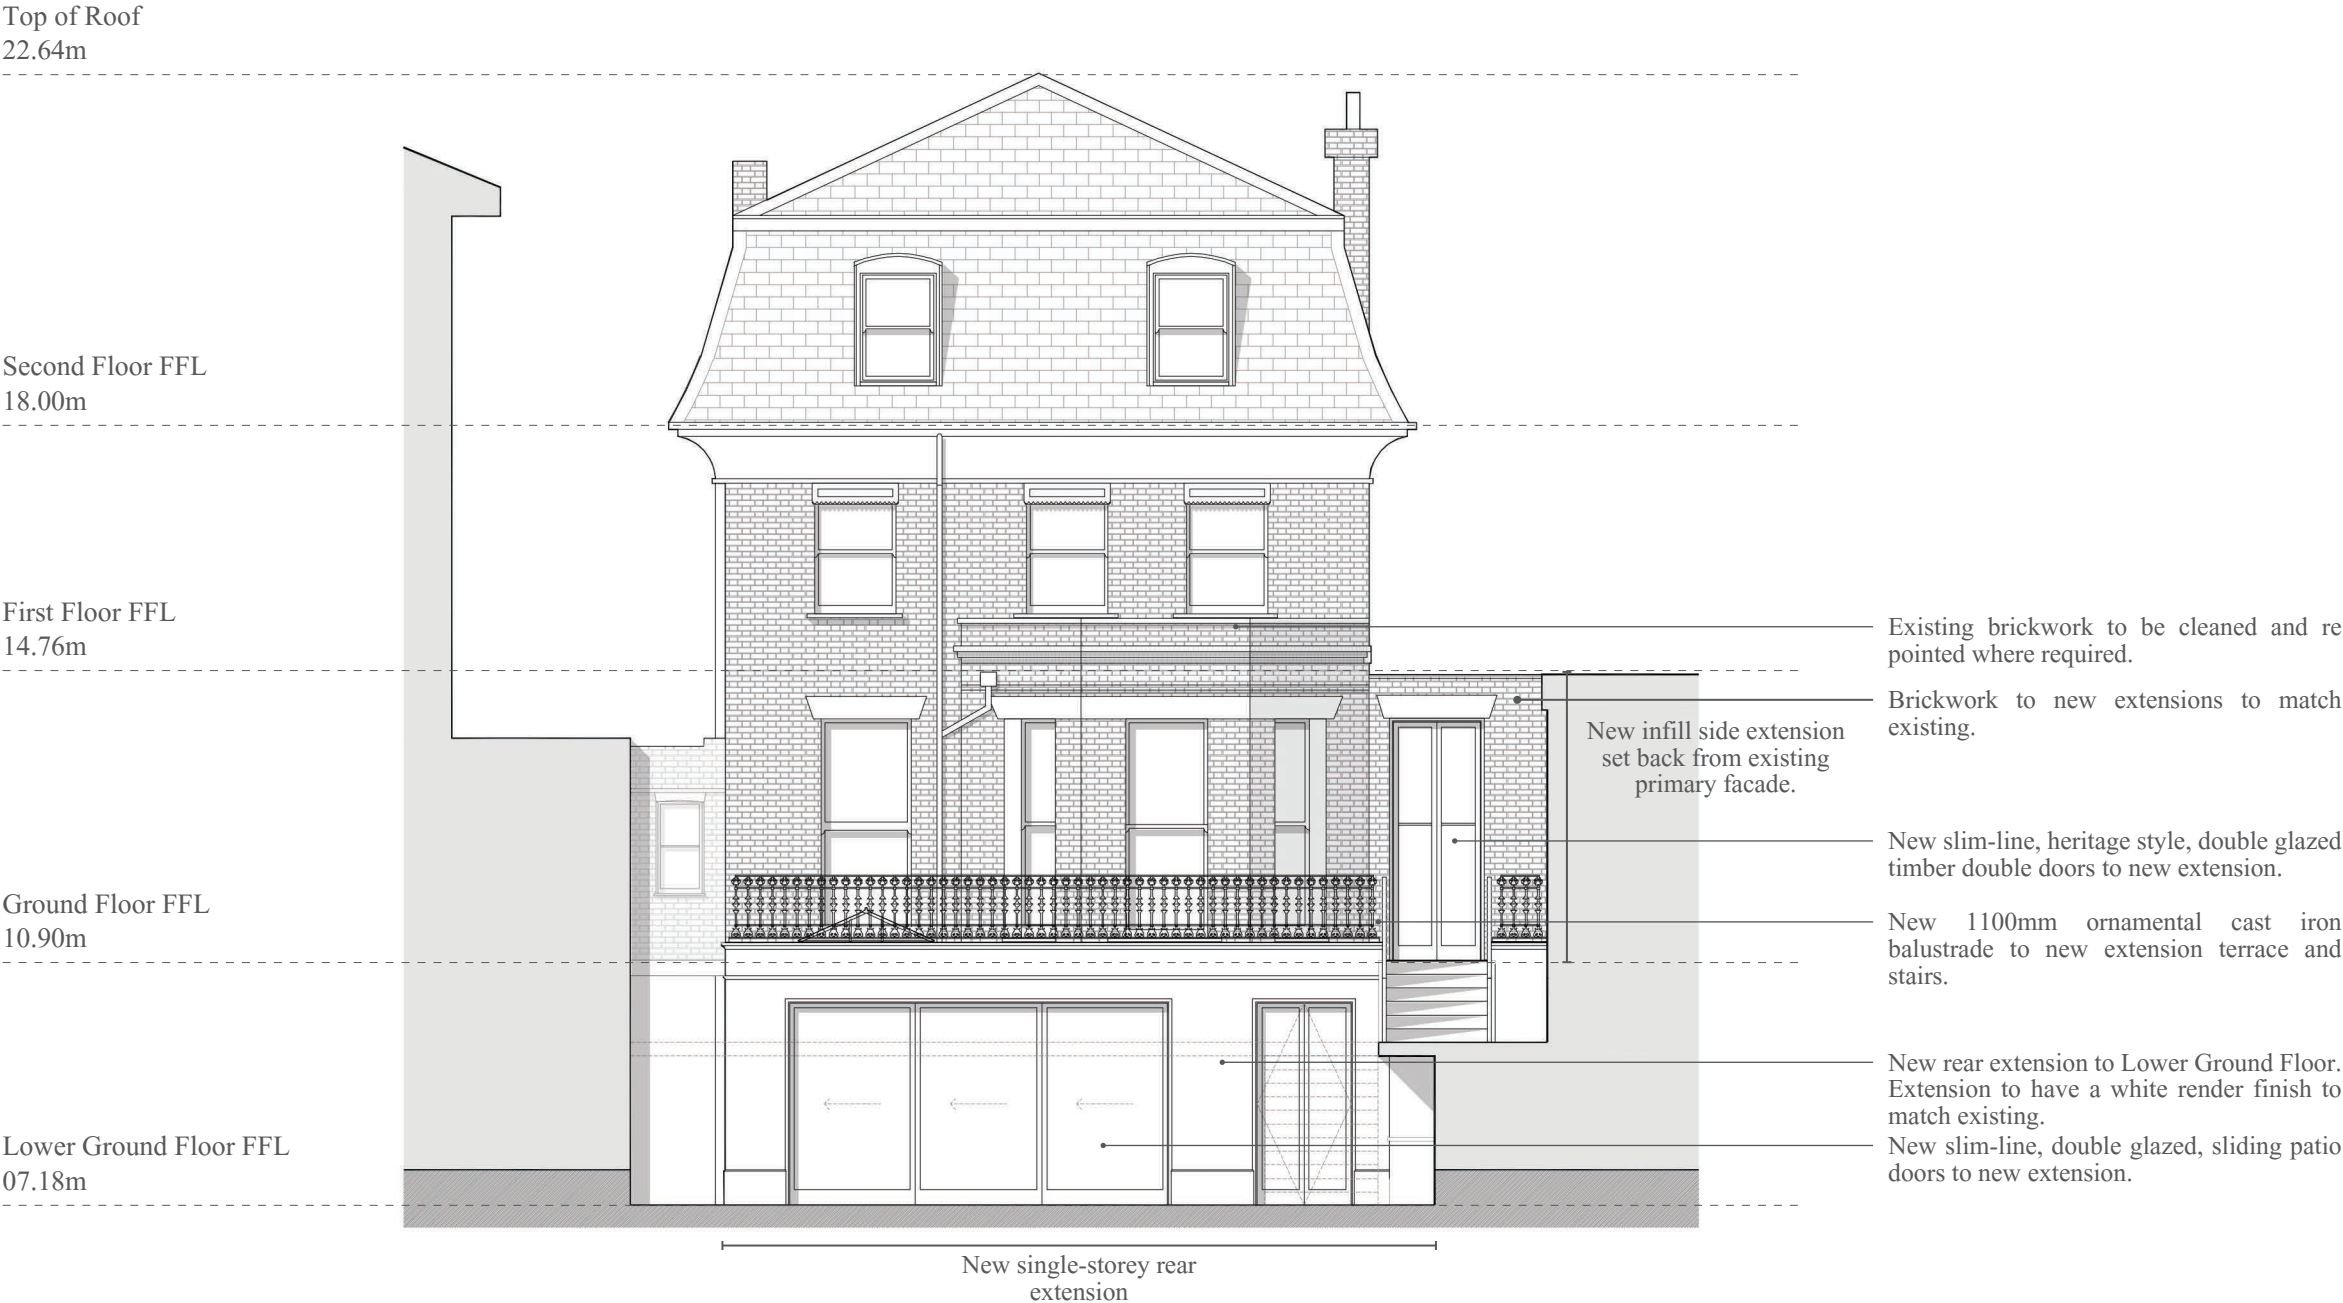 Top of Roof
22.64m
Second Floor FFL
18.00m
First Floor FFL
14.76m
Ground Floor FFL
10.90m
Lower Ground Floor FFL
07.18m
Existing brickwork to be cleaned and re
pointed where required.
Brickwork to new extensions to match
existing.
New infill side extension
set back from existing
primary facade.
New slim-line, heritage style, double glazed
timber double doors to new extension.
New 1100mm ornamental cast iron
balustrade to new extension terrace and
stairs.
New rear extension to Lower Ground Floor.
Extension to have a white render finish to
match existing.
New slim-line, double glazed, sliding patio
doors to new extension.
New single-storey rear
extension